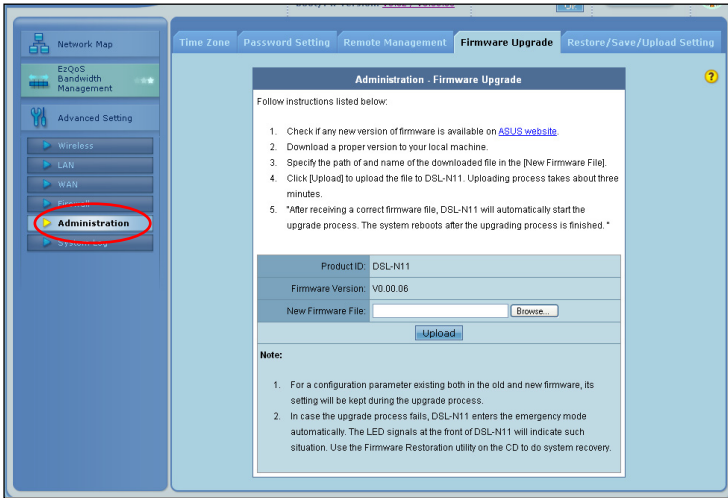 Network Map
EzQoS
Bandwidth
Management
Advanced Setting
Wireless
LAN
WAN
Firewall
Administration
System Log
Time Zone Password Setting Remote Management Firmware Upgrade Restore/Save/Upload Setting
Administration - Firmware Upgrade
Follow instructions listed below:
1. Check if any new version of firmware is available on ASUS website.
2. Download a proper version to your local machine.
3. Specify the path of and name of the downloaded file in the [New Firmware File].
4. Click [Upload] to upload the file to DSL-N11. Uploading process takes about three
minutes.
5. "After receiving a correct firmware file, DSL-N11 will automatically start the
upgrade process. The system reboots after the upgrading process is finished. "
Product ID: DSL-N11
Firmware Version: V0.00.06
New Firmware File: Browse...
Upload
Note:
1. For a configuration parameter existing both in the old and new firmware, its
setting will be kept during the upgrade process.
2. In case the upgrade process fails, DSL-N11 enters the emergency mode
automatically. The LED signals at the front of DSL-N11 will indicate such
situation. Use the Firmware Restoration utility on the CD to do system recovery.
?